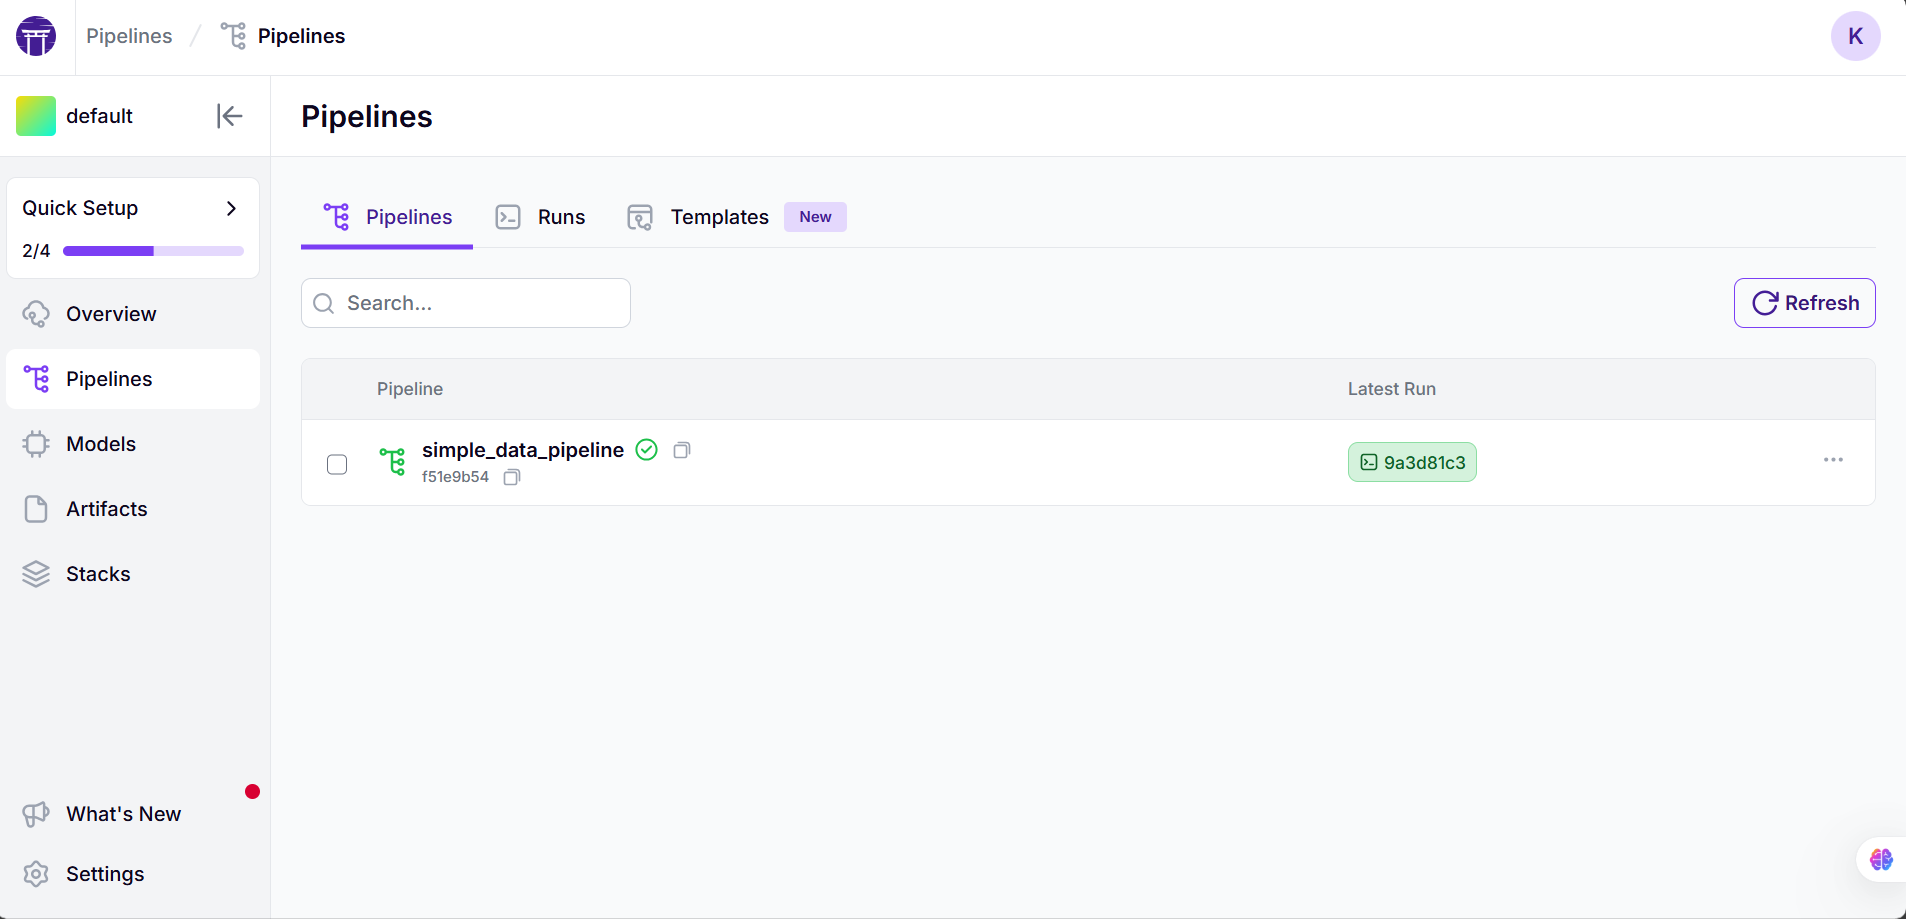 Pipelines / Pipelines
K
default
Pipelines
Quick Setup
2/4
Overview
Pipelines
Models
Artifacts
Stacks
What's New
Settings
Pipelines Runs Templates New
Search...
Refresh
Pipeline Latest Run
simple_data_pipeline
f51e9b54
9a3d81c3